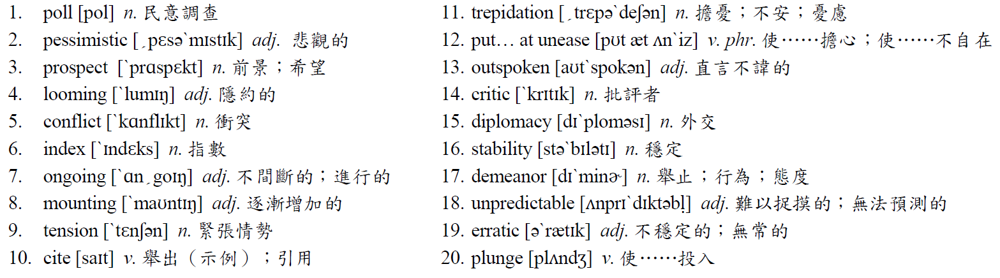 1. poll [pol] n. 民意調查
2. pessimistic [ˏpɛsəˋmɪstɪk] adj. 悲觀的
3. prospect [ˋprɑspɛkt] n. 前景；希望
4. looming [ˋlumɪŋ] adj. 隱約的
5. conflict [ˋkɑnflɪkt] n. 衝突
6. index [ˋɪndɛks] n. 指數
7. ongoing [ˋɑnˏgoɪŋ] adj. 不間斷的；進行的
8. mounting [ˋmaʊntɪŋ] adj. 逐漸增加的
9. tension [ˋtɛnʃən] n. 緊張情勢
10. cite [saɪt] v. 舉出（示例）；引用
11. trepidation [ˏtrɛpəˋdeʃən] n. 擔憂；不安；憂慮
12. put… at unease [pʊt æt ʌnˋiz] v. phr. 使……擔心；使……不自在
13. outspoken [aʊtˋspokən] adj. 直言不諱的
14. critic [ˋkrɪtɪk] n. 批評者
15. diplomacy [dɪˋploməsɪ] n. 外交
16. stability [stəˋbɪlətɪ] n. 穩定
17. demeanor [dɪˋminɚ] n. 舉止；行為；態度
18. unpredictable [ʌnprɪˋdɪktəbḷ] adj. 難以捉摸的；無法預測的
19. erratic [əˋrætɪk] adj. 不穩定的；無常的
20. plunge [plʌndʒ] v. 使……投入